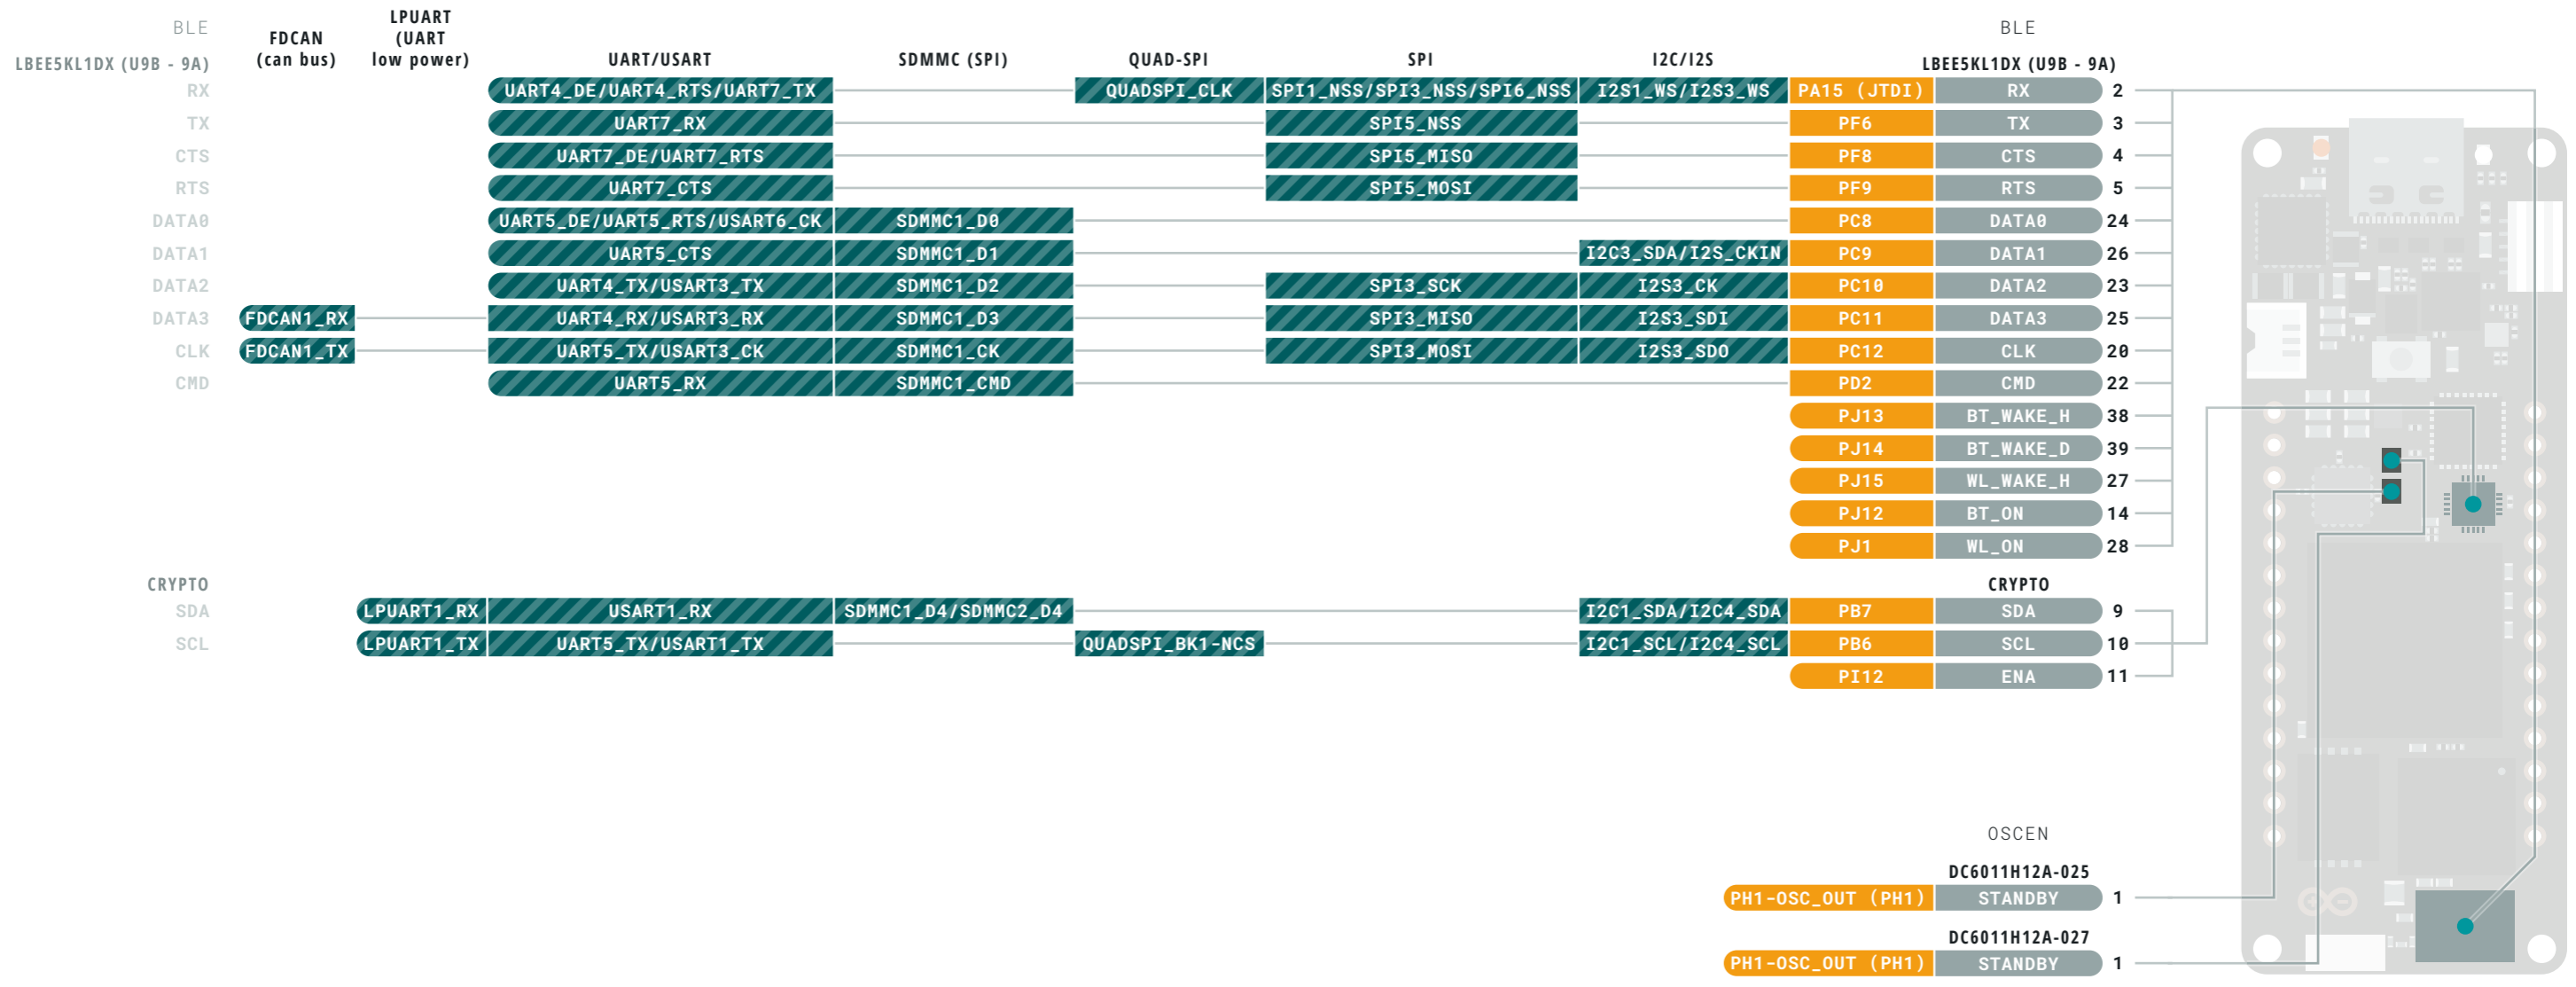 BLE
LBEE5KL1DX (U9B - 9A)
FDCAN
(can bus)
LPUART
(UART
low power)
UART/USART
SDMMC (SPI)
QUAD-SPI
SPI
I2C/I2S
BLE
LBEE5KL1DX (U9B - 9A)
RX UART4_DE/UART4_RTS/UART7_TX QUADSPI_CLK SPI1_NSS/SPI3_NSS/SPI6_NSS I2S1_WS/I2S3_WS PA15 (JTDI) RX 2
TX UART7_RX SPI5_NSS PF6 TX 3
CTS UART7_DE/UART7_RTS SPI5_MISO PF8 CTS 4
RTS UART7_CTS SPI5_MOSI PF9 RTS 5
DATA0 UART5_DE/UART5_RTS/USART6_CK SDMMC1_D0 PC8 DATA0 24
DATA1 UART5_CTS SDMMC1_D1 I2C3_SDA/I2S_CKIN PC9 DATA1 26
DATA2 UART4_TX/USART3_TX SDMMC1_D2 SPI3_SCK I2S3_CK PC10 DATA2 23
DATA3 FDCAN1_RX UART4_RX/USART3_RX SDMMC1_D3 SPI3_MISO I2S3_SDI PC11 DATA3 25
CLK FDCAN1_TX UART5_TX/USART3_CK SDMMC1_CK SPI3_MOSI I2S3_SDO PC12 CLK 20
CMD UART5_RX SDMMC1_CMD PD2 CMD 22
PJ13 BT_WAKE_H 38
PJ14 BT_WAKE_D 39
PJ15 WL_WAKE_H 27
PJ12 BT_ON 14
PJ1 WL_ON 28
CRYPTO CRYPTO
SDA LPUART1_RX USART1_RX SDMMC1_D4/SDMMC2_D4 I2C1_SDA/I2C4_SDA PB7 SDA 9
SCL LPUART1_TX UART5_TX/USART1_TX QUADSPI_BK1-NCS I2C1_SCL/I2C4_SCL PB6 SCL 10
PI12 ENA 11
OSCEN
DC6011H12A-025
PH1-OSC_OUT (PH1) STANDBY 1
DC6011H12A-027
PH1-OSC_OUT (PH1) STANDBY 1